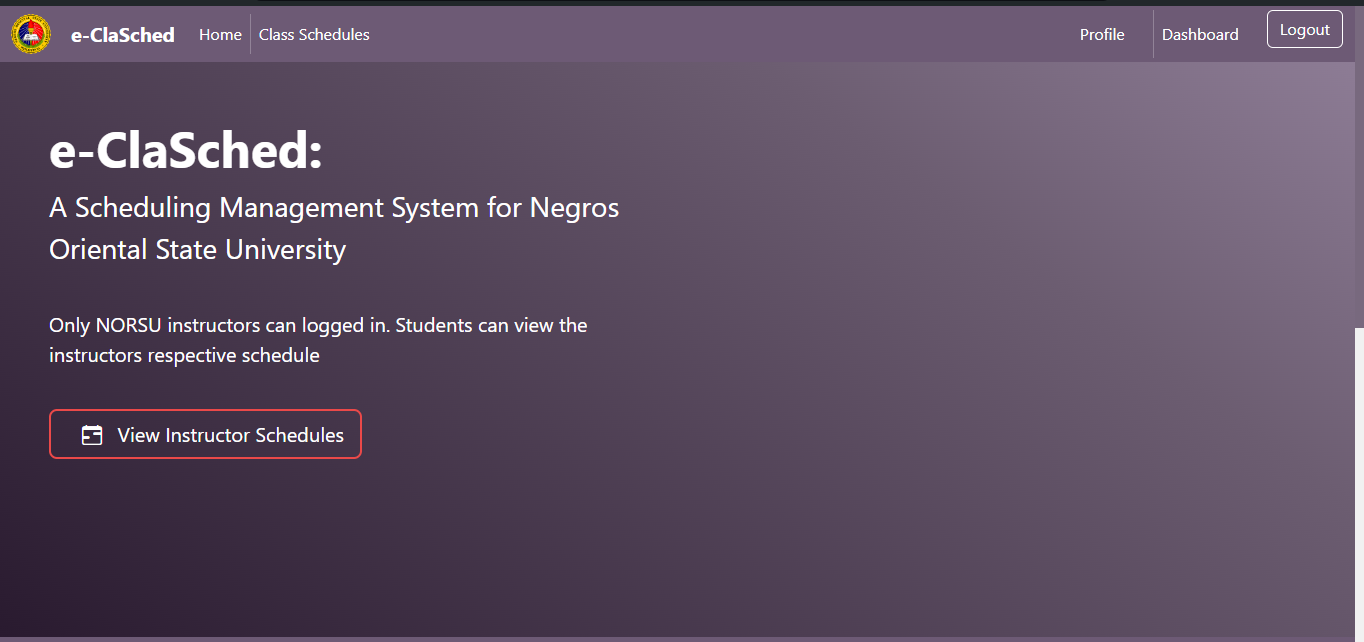 e-ClaSched Home Class Schedules Profile Dashboard Logout
e-ClaSched:
A Scheduling Management System for Negros
Oriental State University
Only NORSU instructors can logged in. Students can view the
instructors respective schedule
View Instructor Schedules